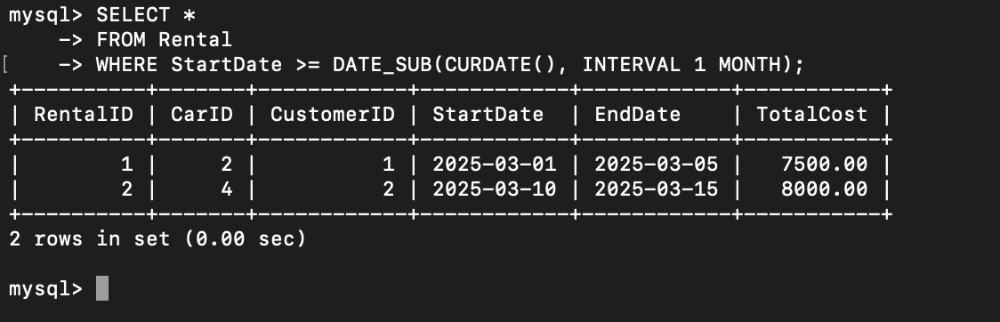 mysql> SELECT *
    -> FROM Rental
[    -> WHERE StartDate >= DATE_SUB(CURDATE(), INTERVAL 1 MONTH);
+----------+-------+------------+------------+------------+-----------+
| RentalID | CarID | CustomerID | StartDate  | EndDate    | TotalCost |
+----------+-------+------------+------------+------------+-----------+
|        1 |     2 |          1 | 2025-03-01 | 2025-03-05 |   7500.00 |
|        2 |     4 |          2 | 2025-03-10 | 2025-03-15 |   8000.00 |
+----------+-------+------------+------------+------------+-----------+
2 rows in set (0.00 sec)
mysql>